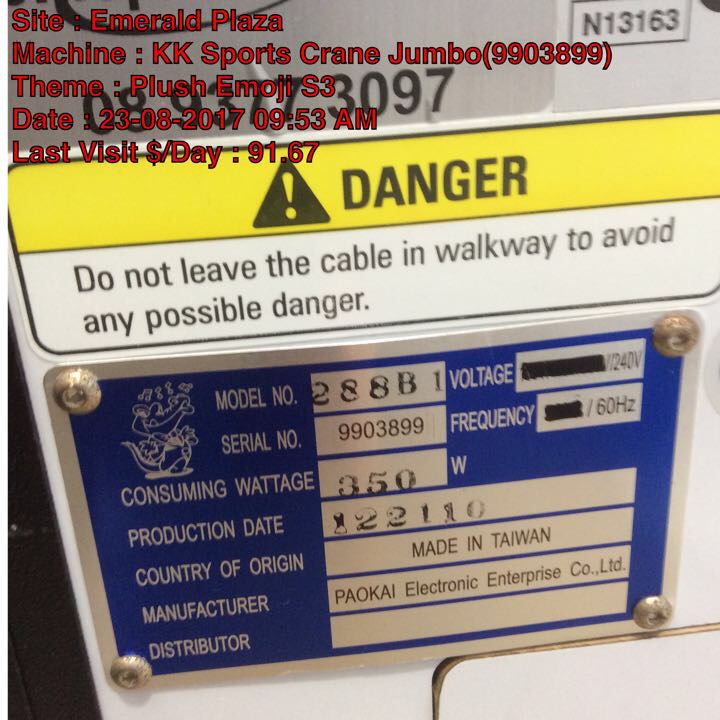 Site : Emerald Plaza
N13163
Machine : KK Sports Crane Jumbo(9903899)
Theme : Plush Emoji S3
08 9377 3097
Date : 23-08-2017 09:53 AM
Last Visit $/Day : 91.67
DANGER
Do not leave the cable in walkway to avoid
any possible danger.
MODEL NO. 288B1 VOLTAGE /240V
SERIAL NO. 9903899 FREQUENCY / 60Hz
CONSUMING WATTAGE 350 W
PRODUCTION DATE 122110
COUNTRY OF ORIGIN MADE IN TAIWAN
MANUFACTURER PAOKAI Electronic Enterprise Co.,Ltd.
DISTRIBUTOR